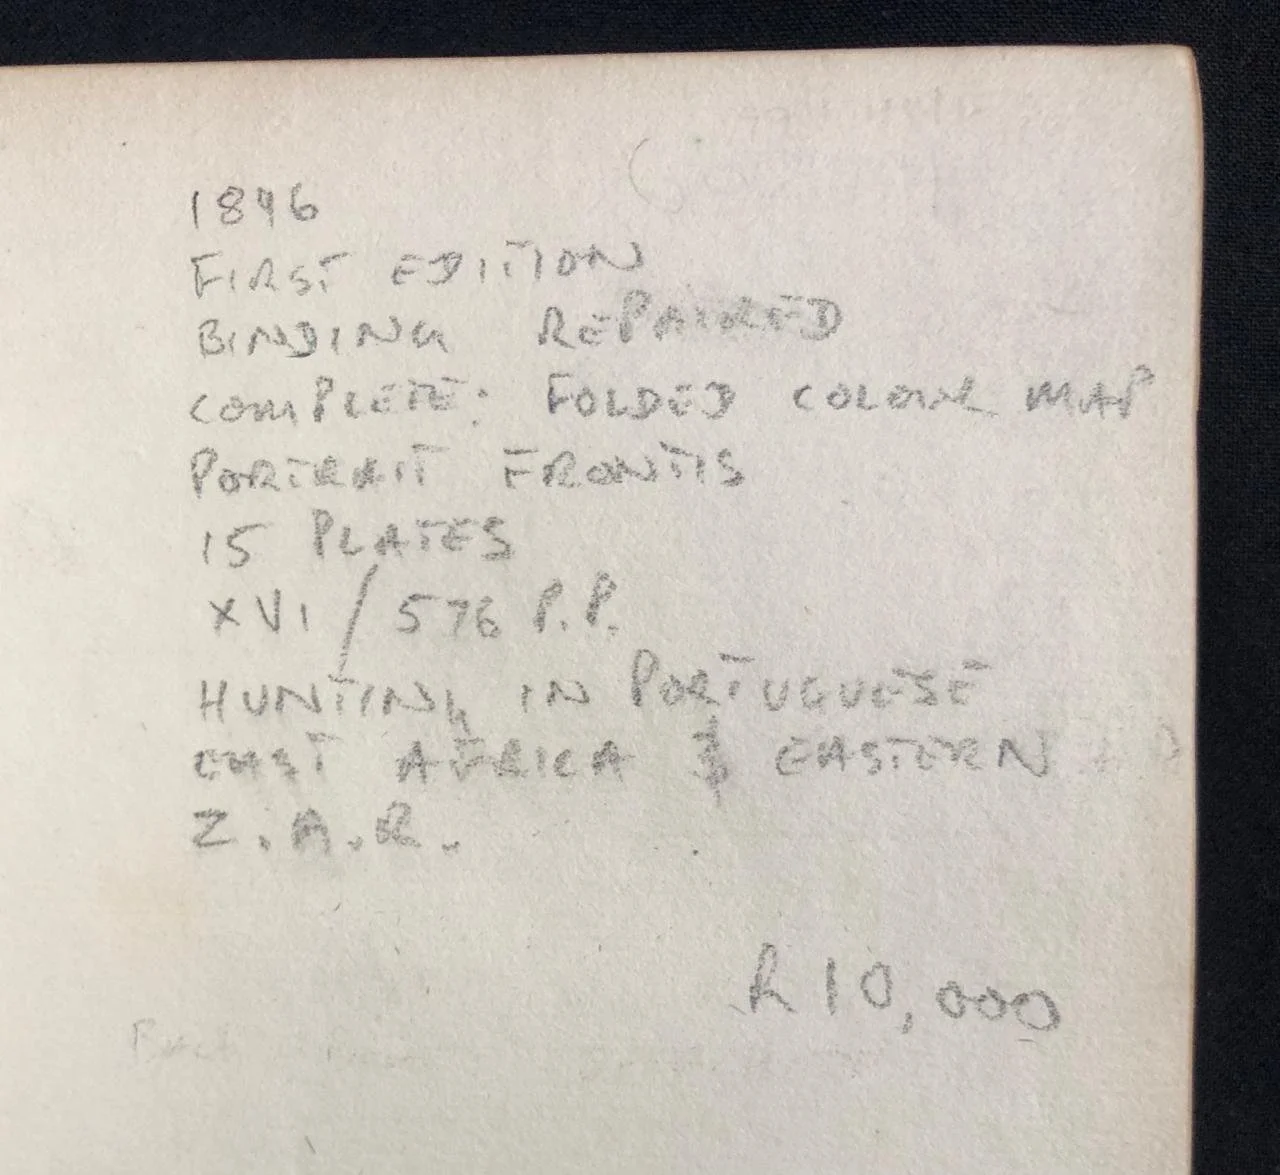 1896
FIRST EDITION
BINDING REPAIRED
COMPLETE: FOLDED COLOUR MAP
PORTRAIT FRONTIS
15 PLATES
XVI / 576 P.P.
HUNTING IN PORTUGUESE
EAST AFRICA & EASTERN
Z.A.R.
R10,000